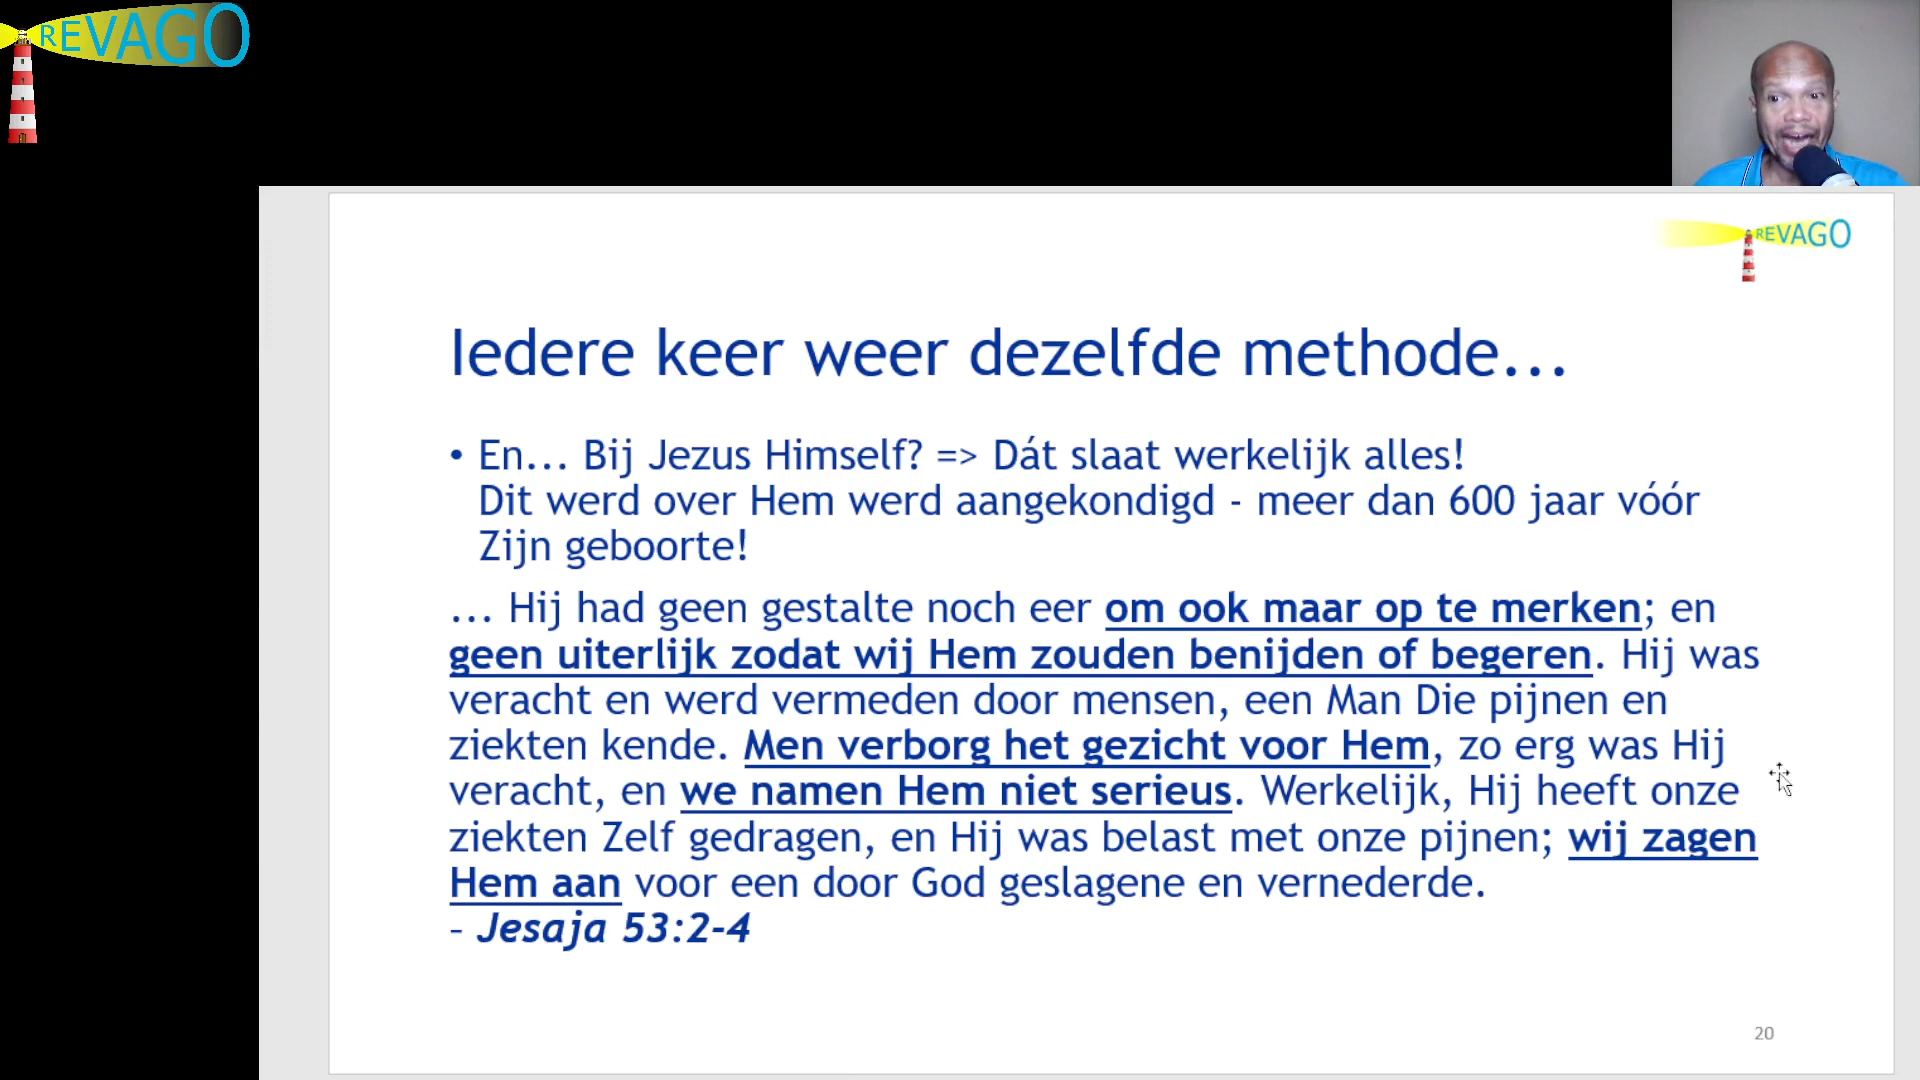 REVAGO
REVAGO
Iedere keer weer dezelfde methode...
• En... Bij Jezus Himself? => Dát slaat werkelijk alles!
Dit werd over Hem werd aangekondigd - meer dan 600 jaar vóór
Zijn geboorte!
... Hij had geen gestalte noch eer om ook maar op te merken; en
geen uiterlijk zodat wij Hem zouden benijden of begeren. Hij was
veracht en werd vermeden door mensen, een Man Die pijnen en
ziekten kende. Men verborg het gezicht voor Hem, zo erg was Hij
veracht, en we namen Hem niet serieus. Werkelijk, Hij heeft onze
ziekten Zelf gedragen, en Hij was belast met onze pijnen; wij zagen
Hem aan voor een door God geslagene en vernederde.
– Jesaja 53:2-4
20